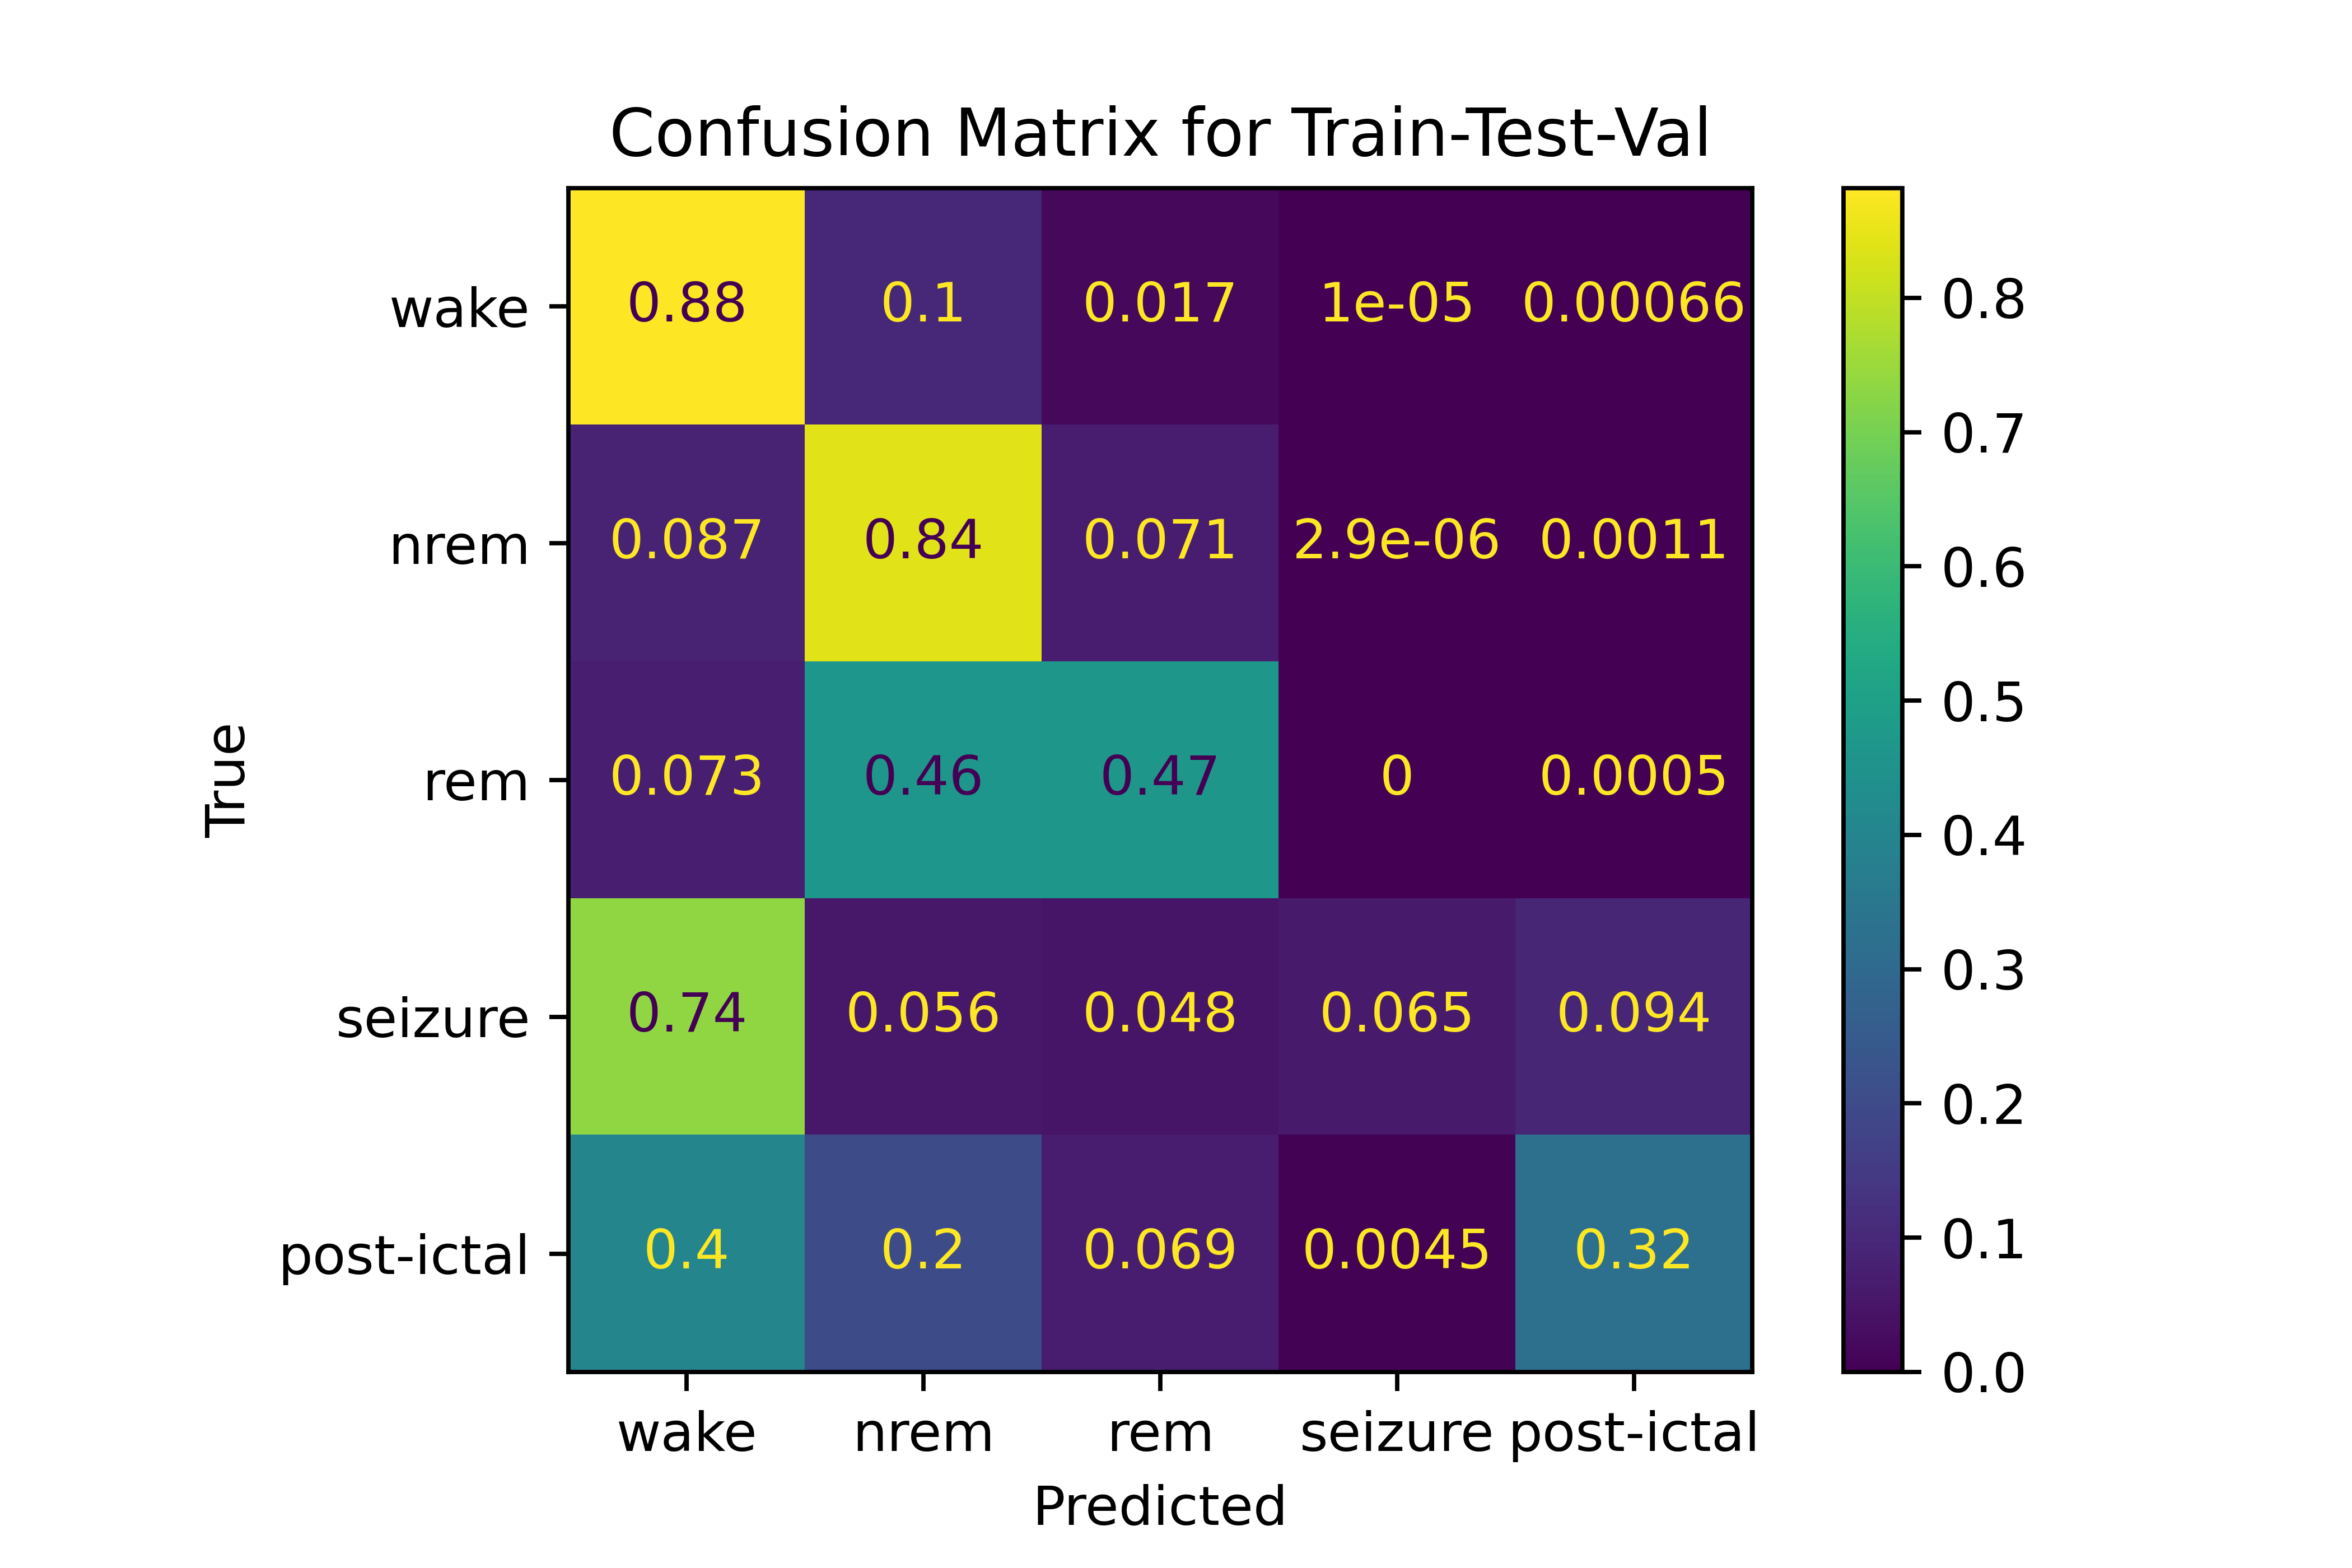 Confusion Matrix for Train-Test-Val
wake 0.88 0.1 0.017 1e-05 0.00066
nrem 0.087 0.84 0.071 2.9e-06 0.0011
rem 0.073 0.46 0.47 0 0.0005
seizure 0.74 0.056 0.048 0.065 0.094
post-ictal 0.4 0.2 0.069 0.0045 0.32
wake nrem rem seizure post-ictal
Predicted
True
0.8
0.7
0.6
0.5
0.4
0.3
0.2
0.1
0.0